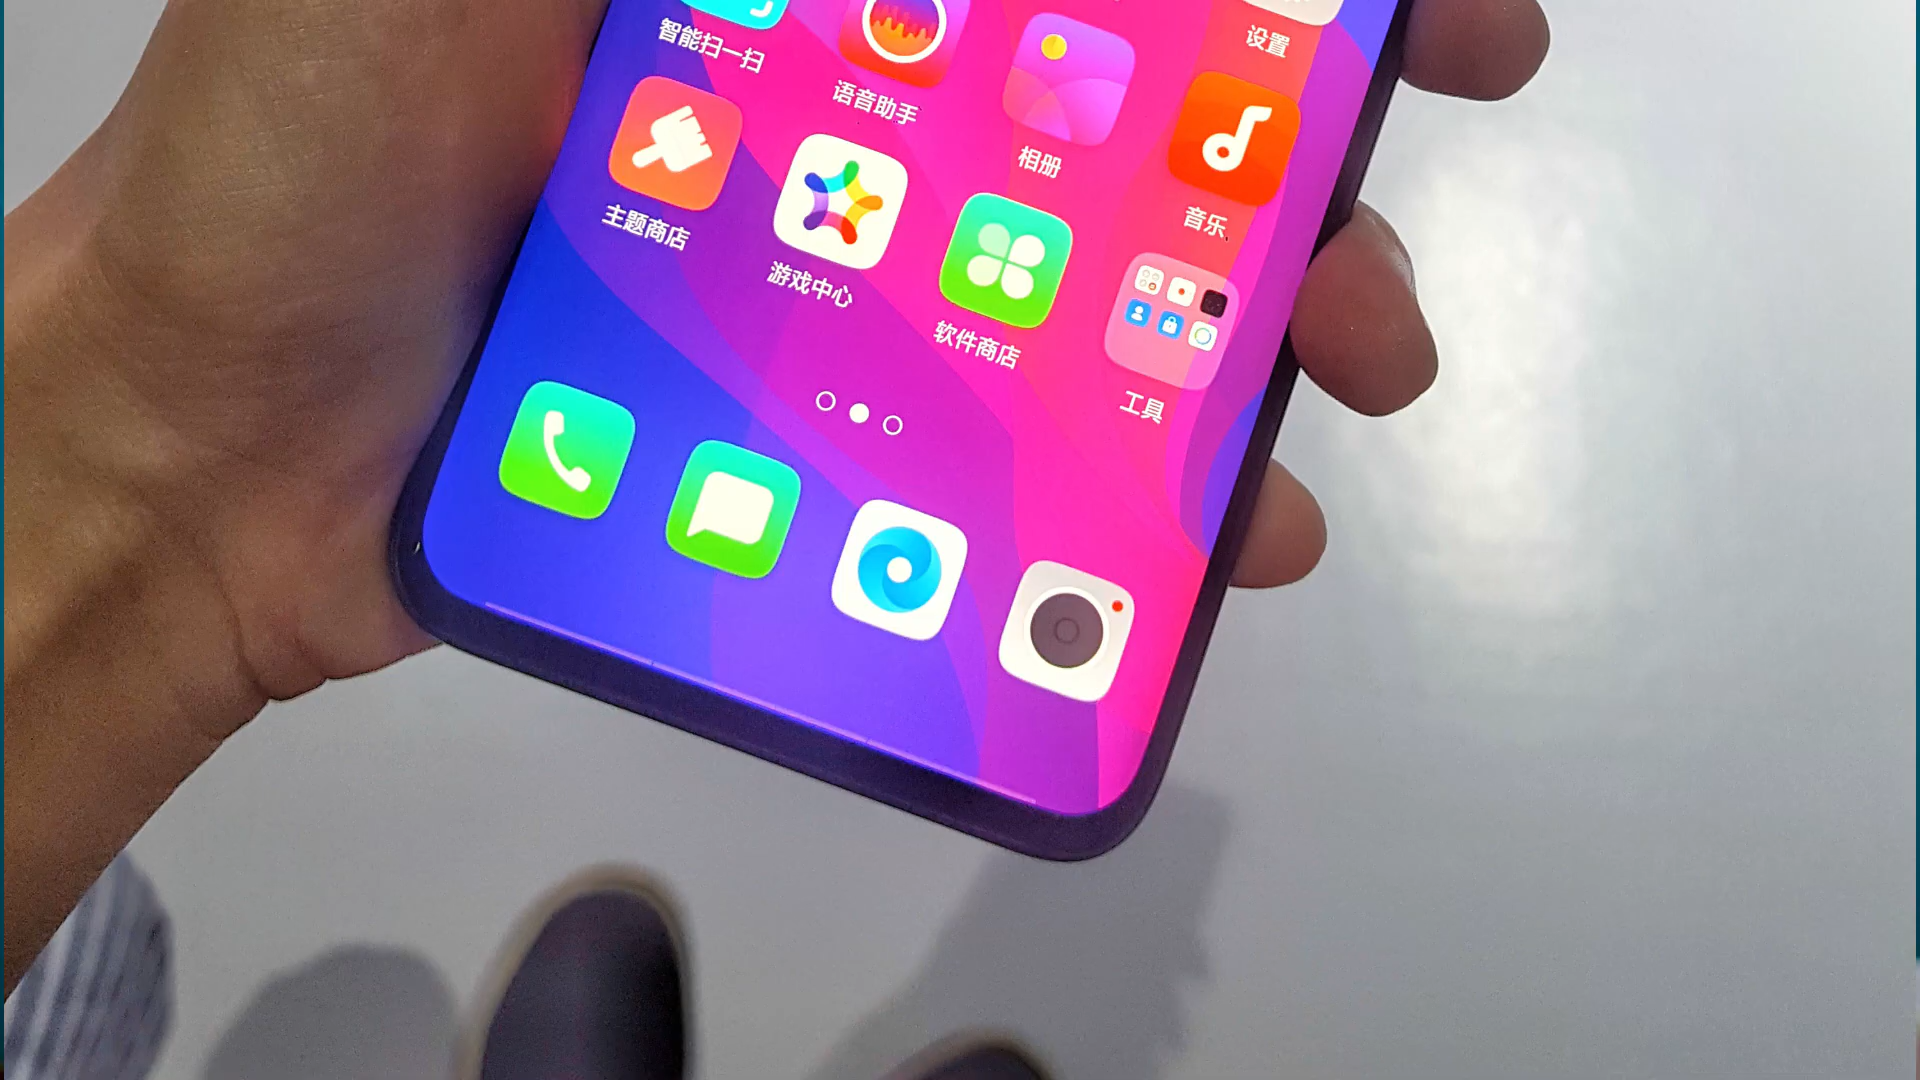 智能扫一扫
语音助手
相册
设置
主题商店
游戏中心
软件商店
音乐
工具